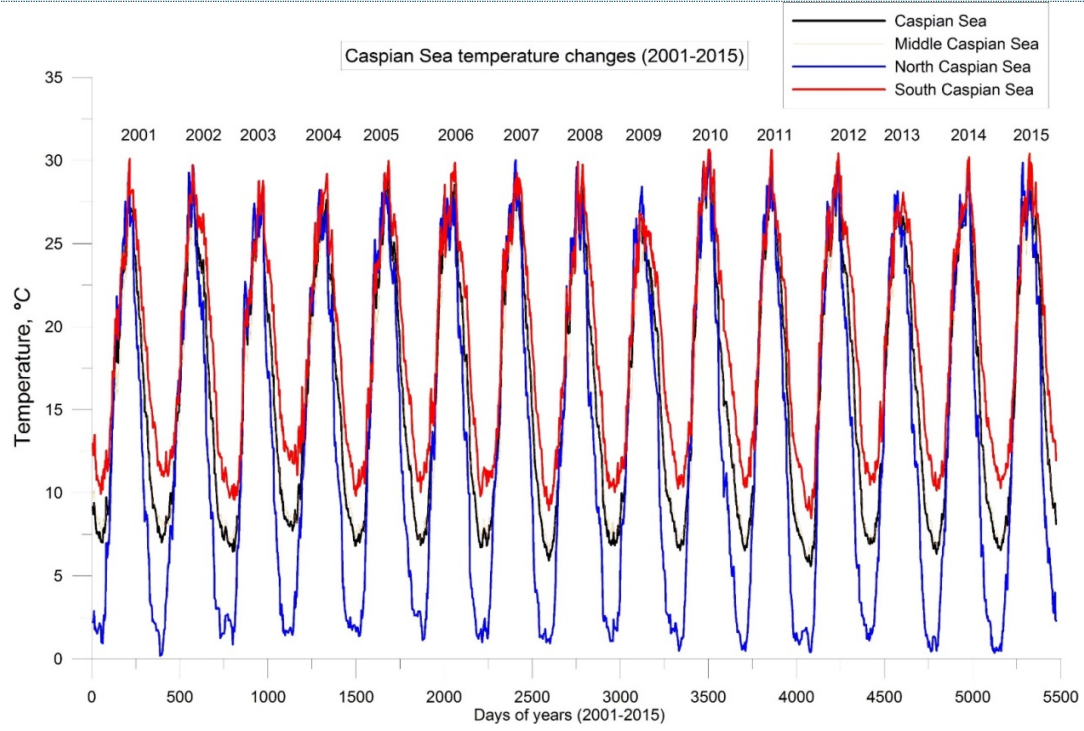 Caspian Sea
Middle Caspian Sea
North Caspian Sea
South Caspian Sea
Caspian Sea temperature changes (2001-2015)
35
30
25
20
15
10
5
0
Temperature, °C
2001 2002 2003 2004 2005 2006 2007 2008 2009 2010 2011 2012 2013 2014 2015
0 500 1000 1500 2000 2500 3000 3500 4000 4500 5000 5500
Days of years (2001-2015)